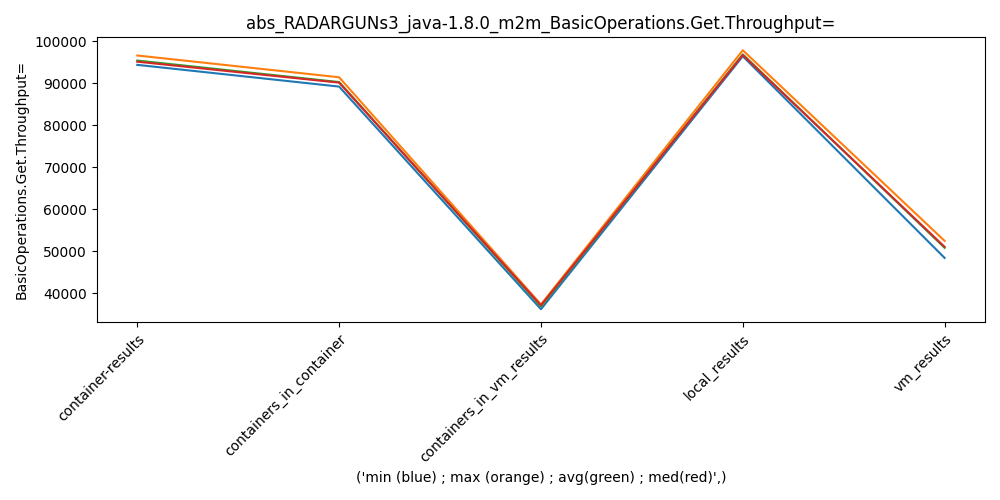 abs_RADARGUNs3_java-1.8.0_m2m_BasicOperations.Get.Throughput=
BasicOperations.Get.Throughput=
100000
90000
80000
70000
60000
50000
40000
container-results
containers_in_container
containers_in_vm_results
local_results
vm_results
('min (blue) ; max (orange) ; avg(green) ; med(red)',)